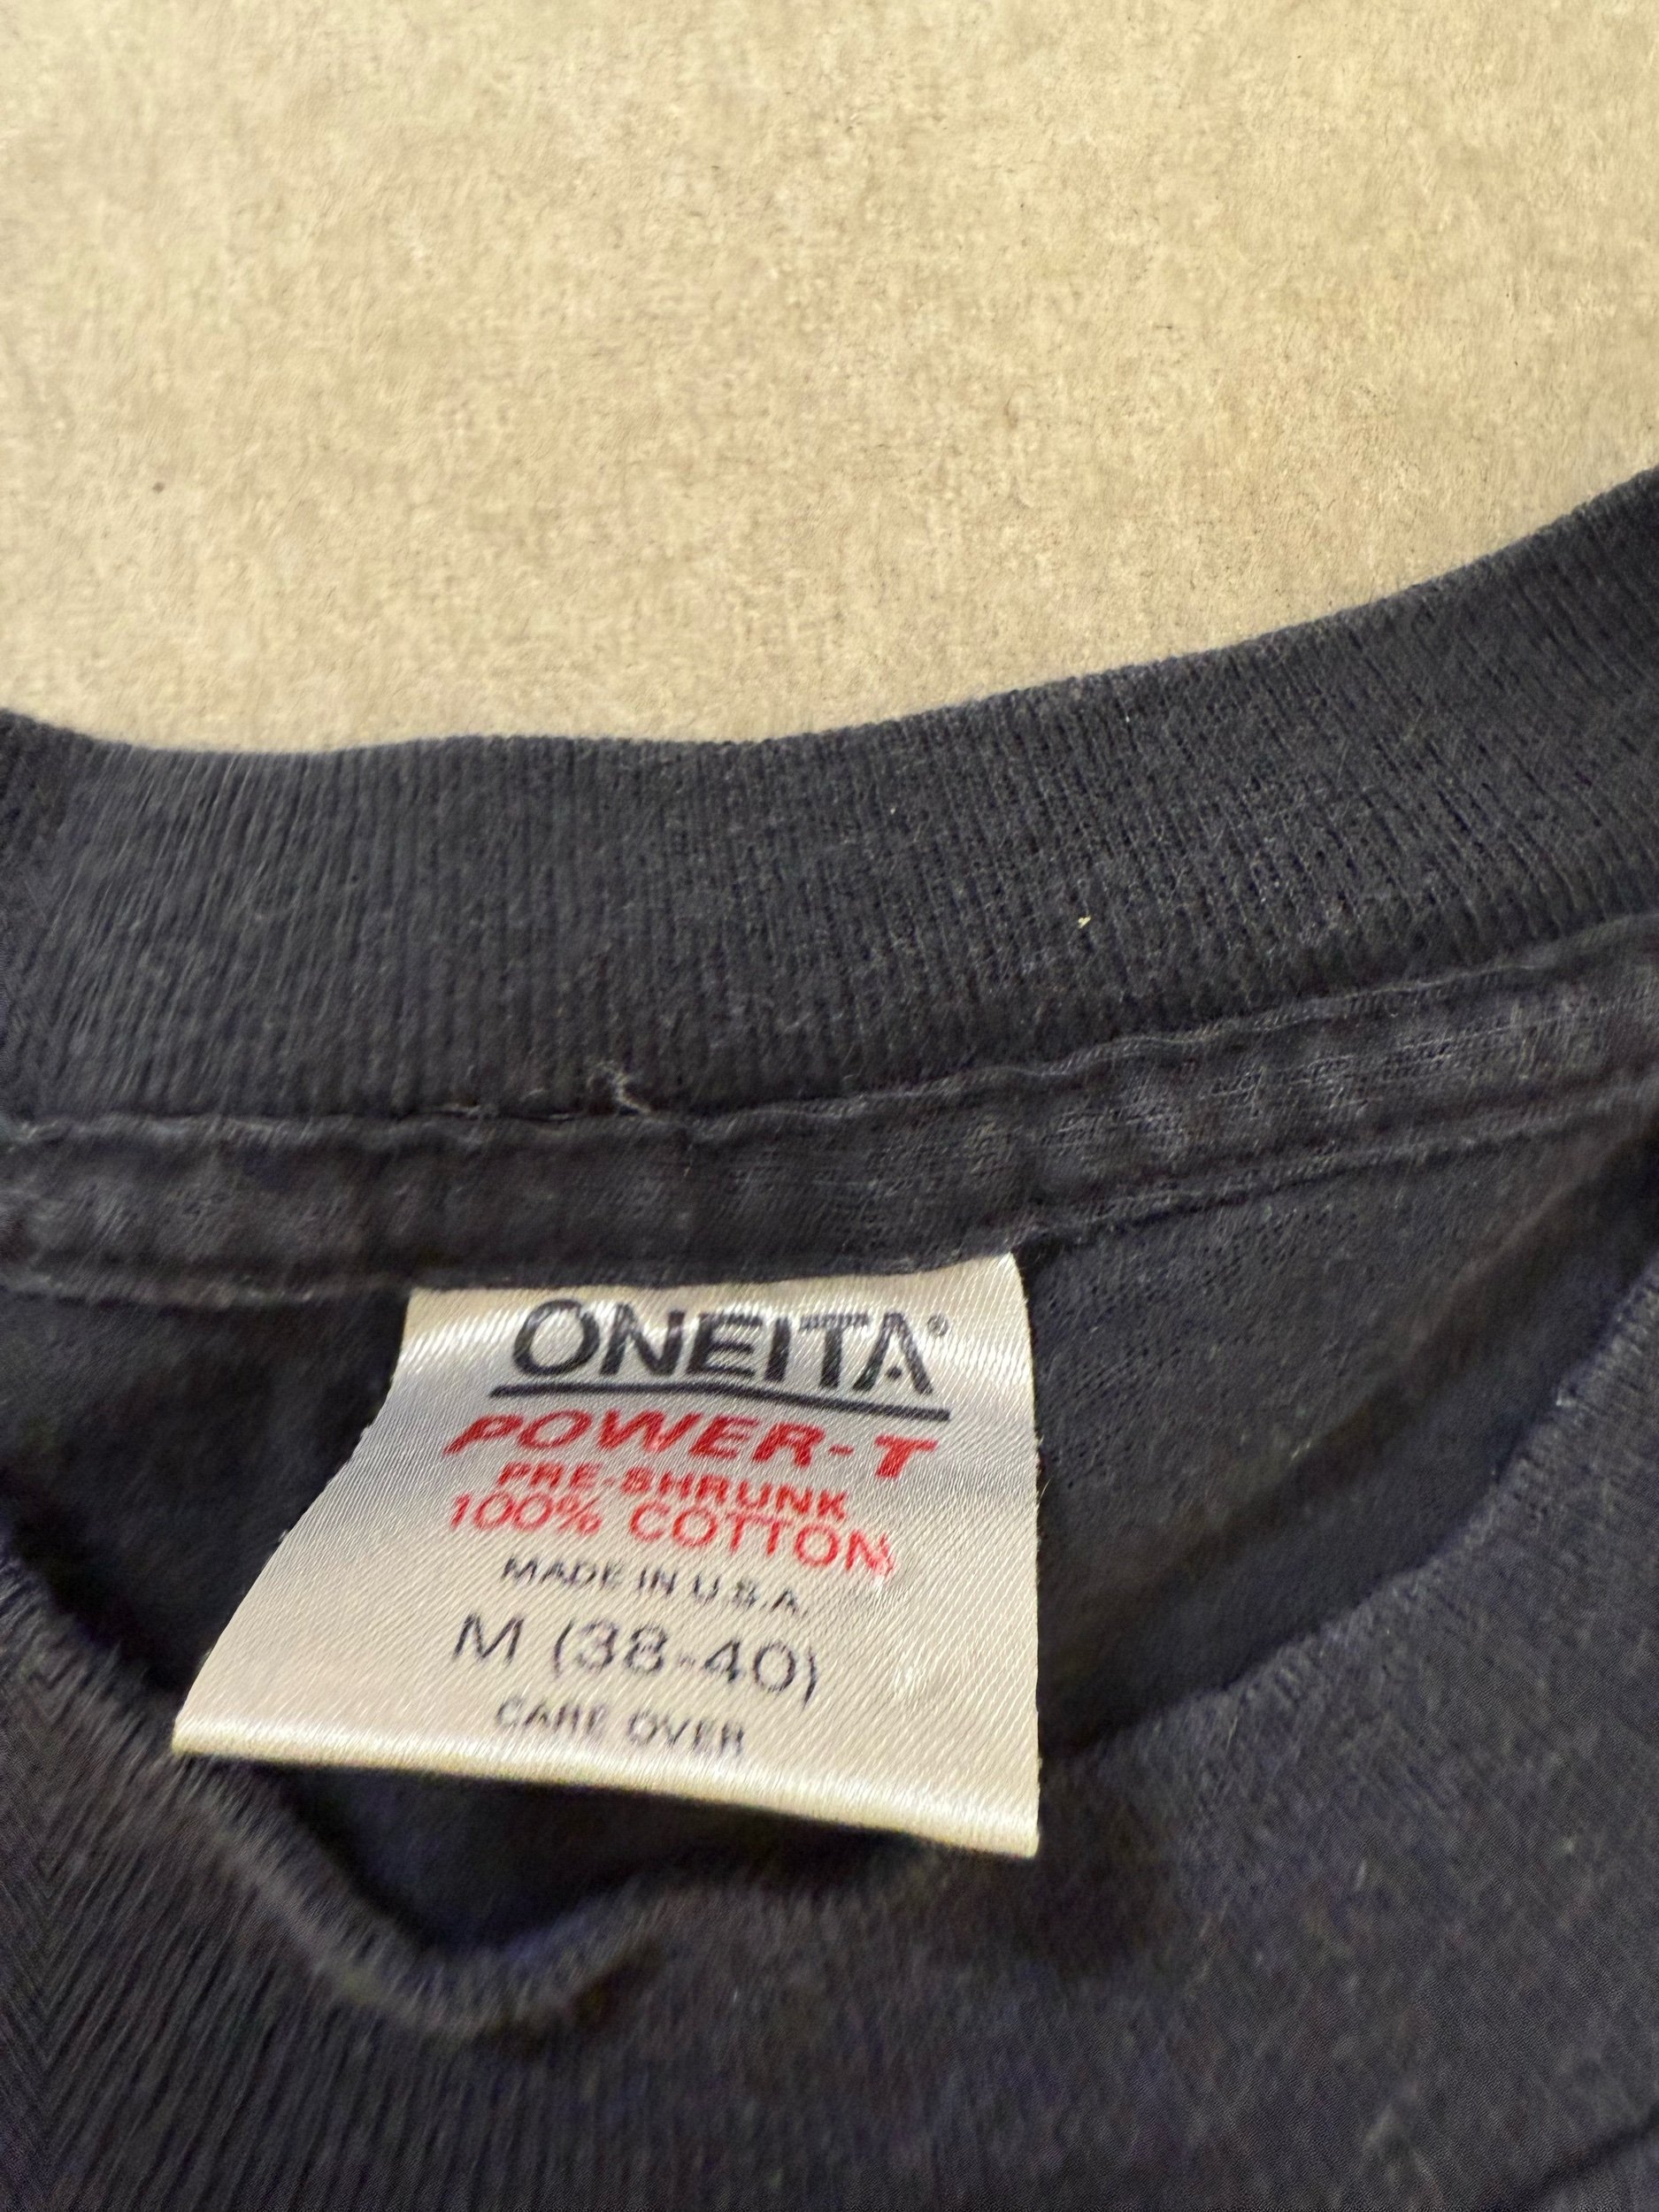 ONEITA®
POWER-T
PRE-SHRUNK
100% COTTON
MADE IN U.S.A.
M (38-40)
CARE OVER